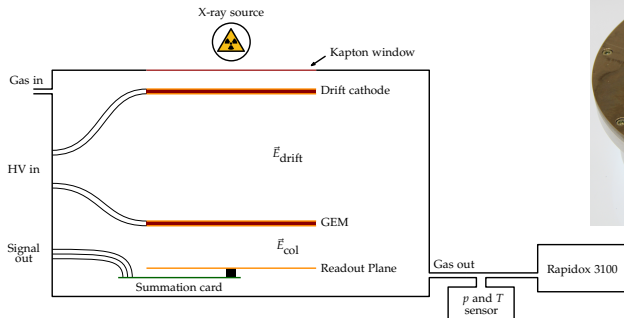 X-ray source
Kapton window
Gas in
Drift cathode
E⃗drift
HV in
GEM
Signal
out
E⃗col
Gas out
Readout Plane
Rapidox 3100
Summation card
p and T
sensor